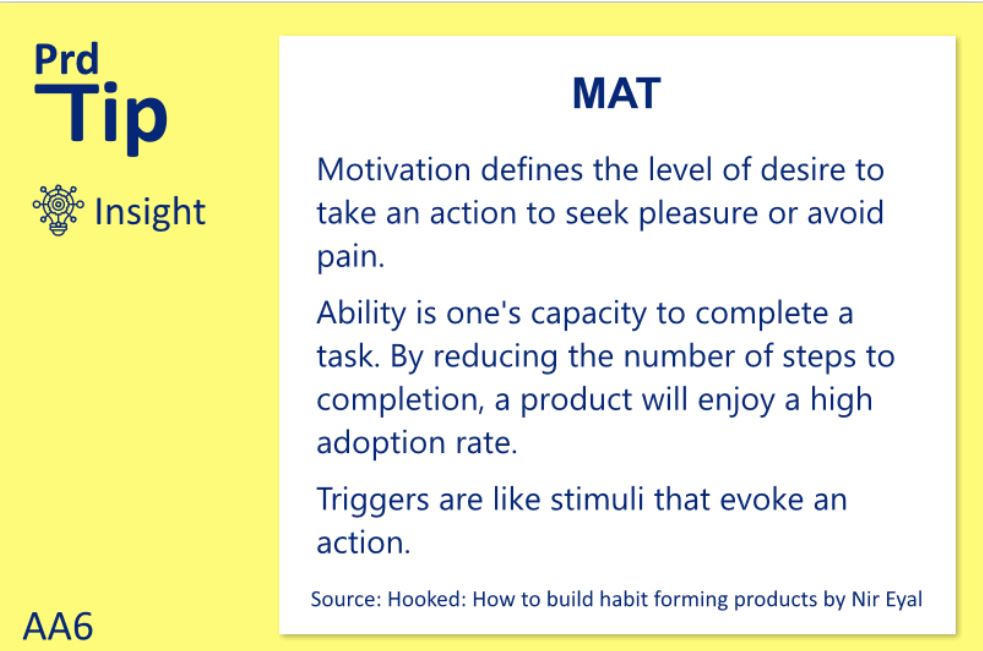 Prd
Tip
Insight
AA6
MAT
Motivation defines the level of desire to
take an action to seek pleasure or avoid
pain.
Ability is one's capacity to complete a
task. By reducing the number of steps to
completion, a product will enjoy a high
adoption rate.
Triggers are like stimuli that evoke an
action.
Source: Hooked: How to build habit forming products by Nir Eyal